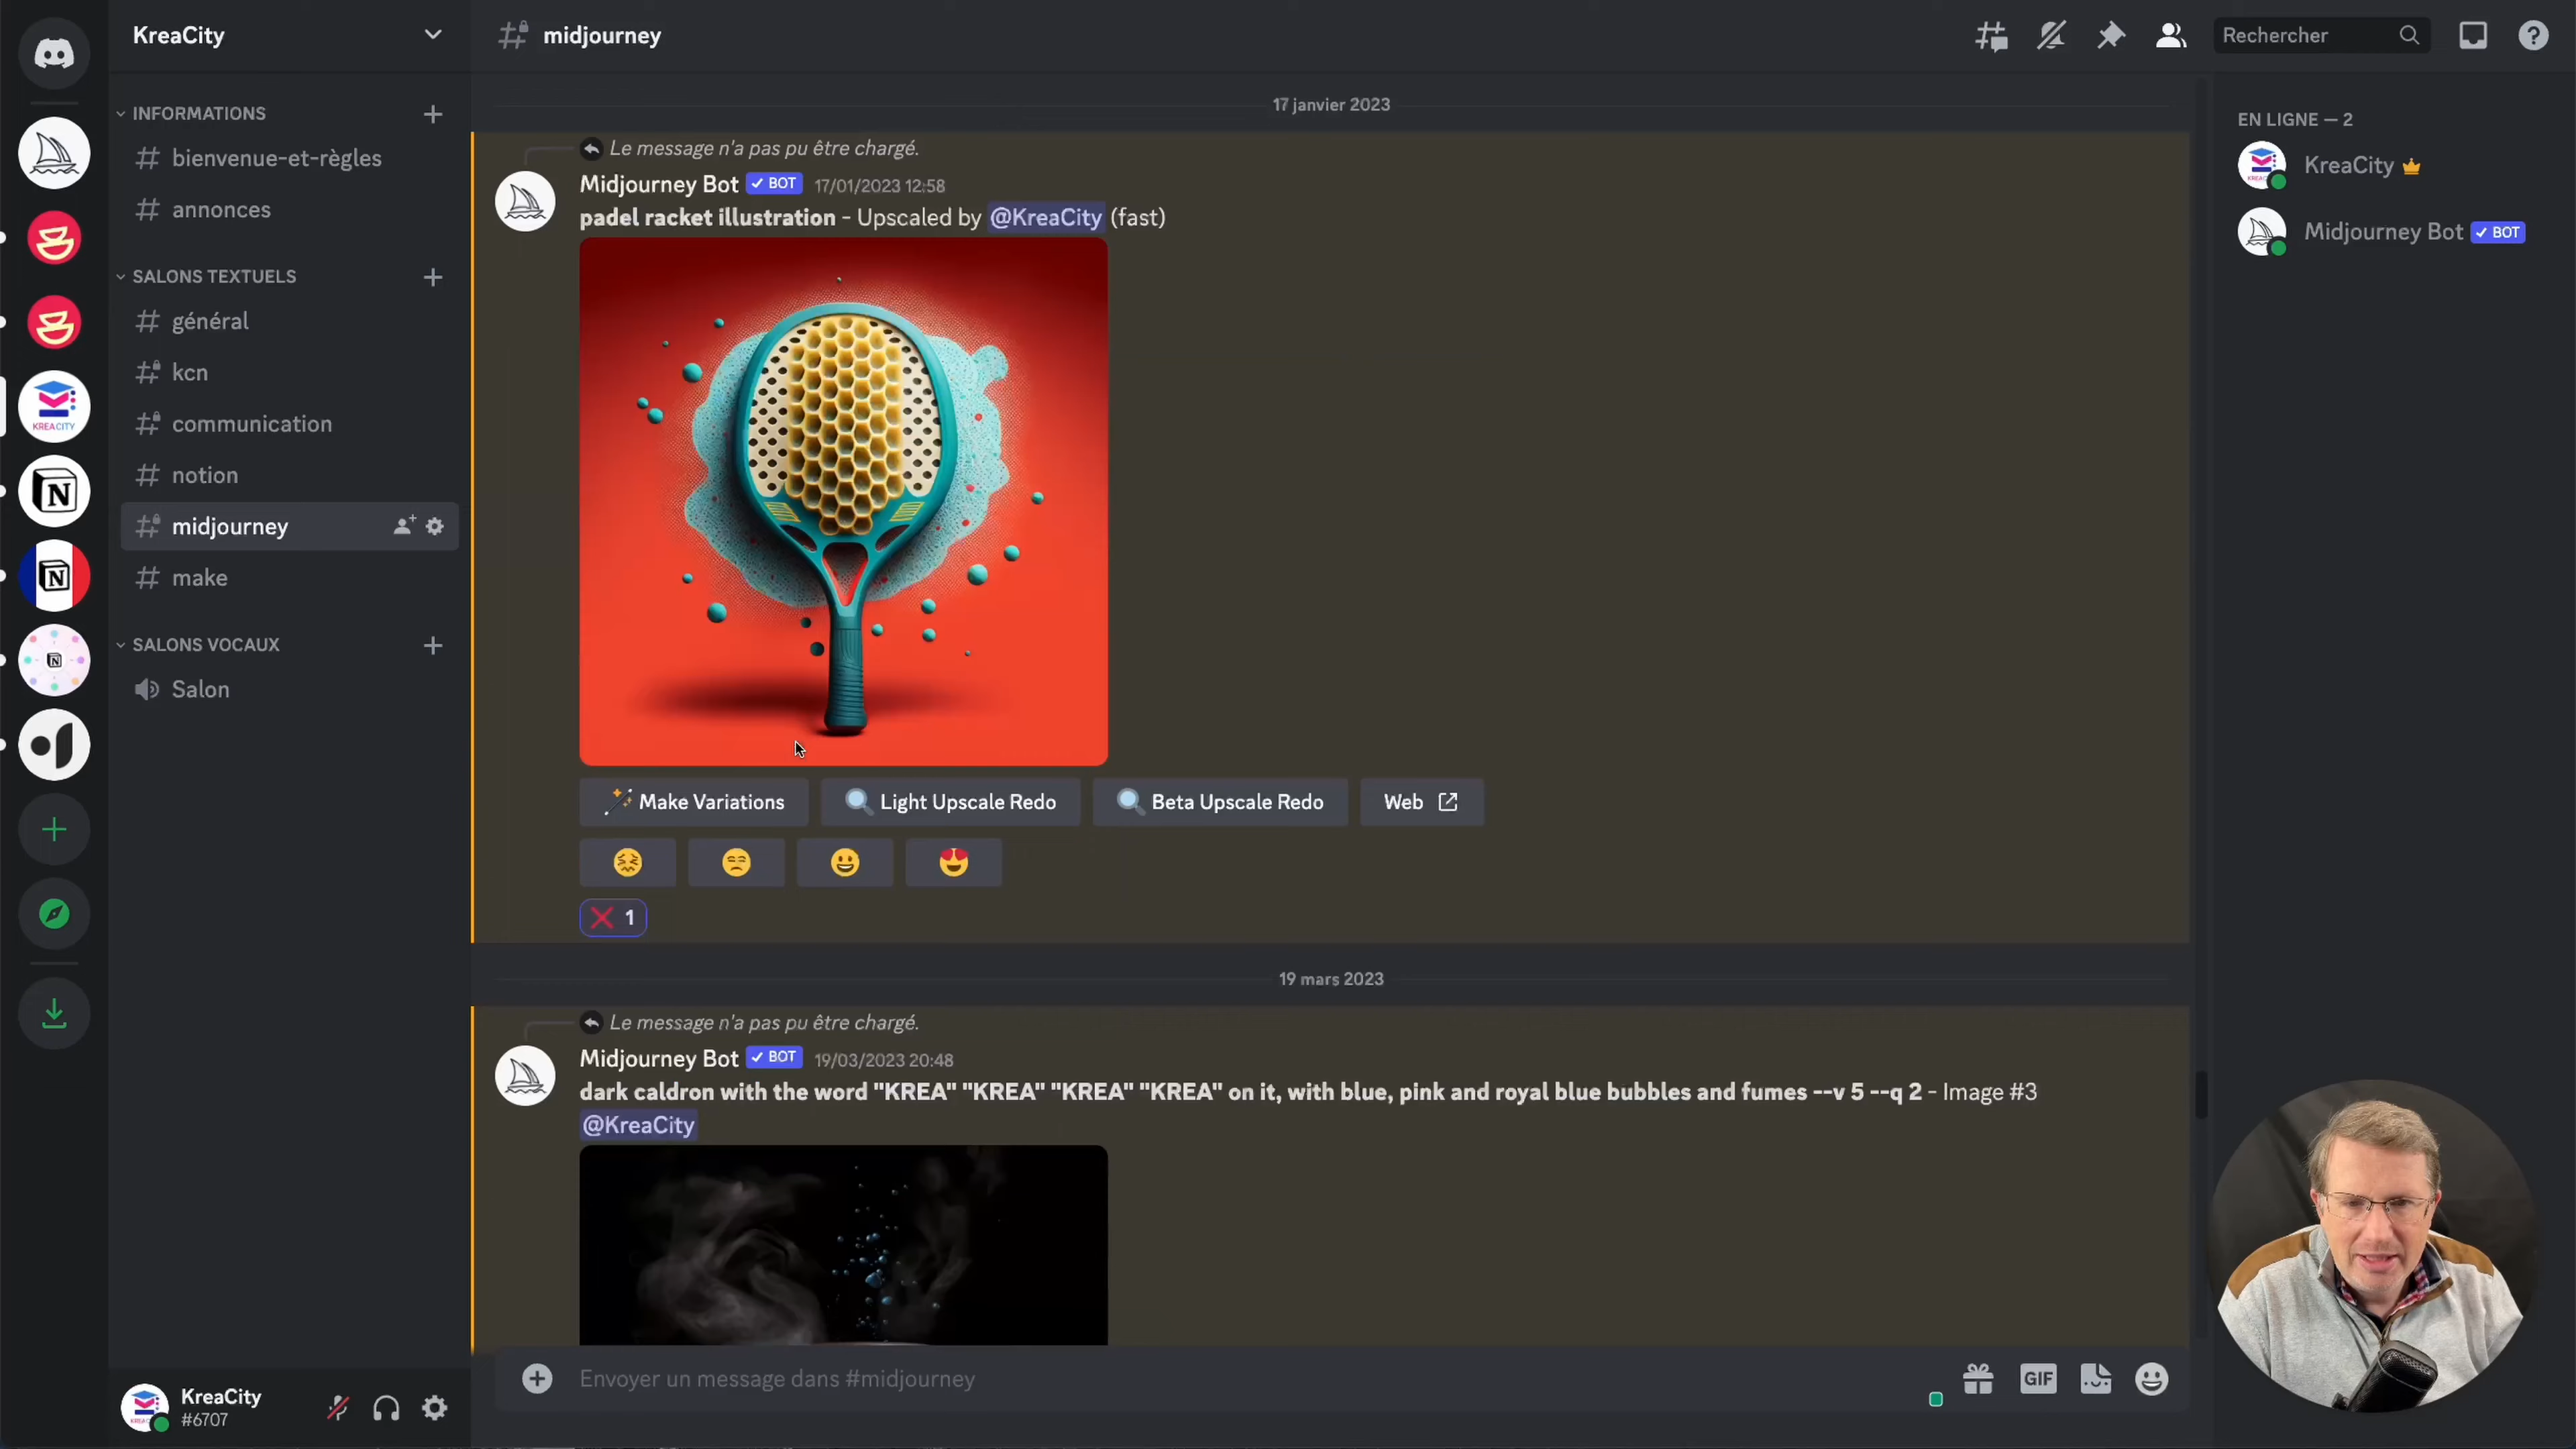 KreaCity
INFORMATIONS
bienvenue-et-règles
annonces
SALONS TEXTUELS
général
kcn
communication
notion
midjourney
make
SALONS VOCAUX
Salon
KREACITY
N
N
N
KreaCity
#6707
midjourney
Rechercher
17 janvier 2023
Le message n'a pas pu être chargé.
Midjourney Bot ✓ BOT 17/01/2023 12:58
padel racket illustration - Upscaled by @KreaCity (fast)
Make Variations
Light Upscale Redo
Beta Upscale Redo
Web
1
19 mars 2023
Le message n'a pas pu être chargé.
Midjourney Bot ✓ BOT 19/03/2023 20:48
dark caldron with the word "KREA" "KREA" "KREA" "KREA" on it, with blue, pink and royal blue bubbles and fumes --v 5 --q 2 - Image #3
@KreaCity
Envoyer un message dans #midjourney
GIF
EN LIGNE — 2
KreaCity
Midjourney Bot ✓ BOT